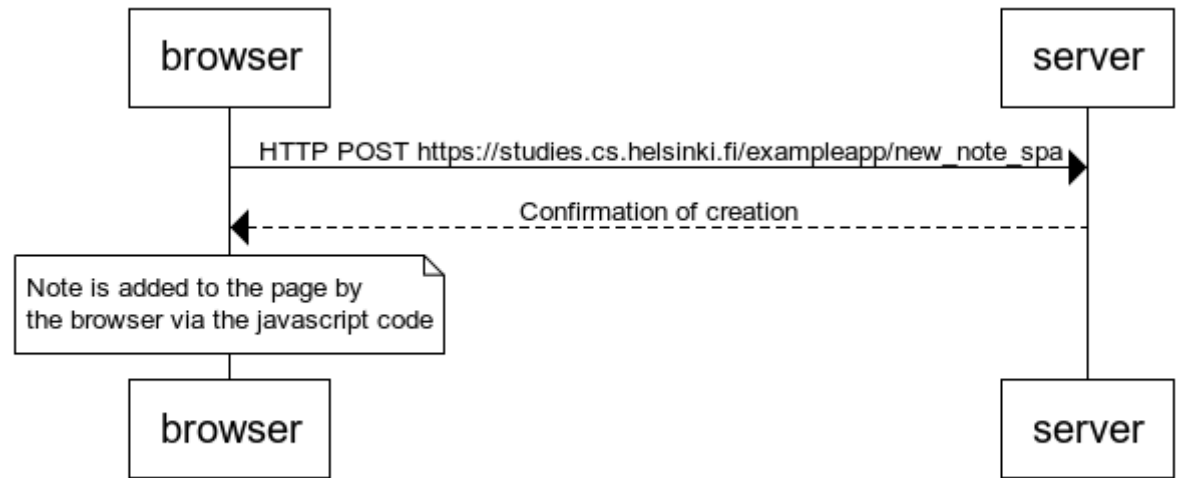 browser
server
HTTP POST https://studies.cs.helsinki.fi/exampleapp/new_note_spa
Confirmation of creation
Note is added to the page by
the browser via the javascript code
browser
server